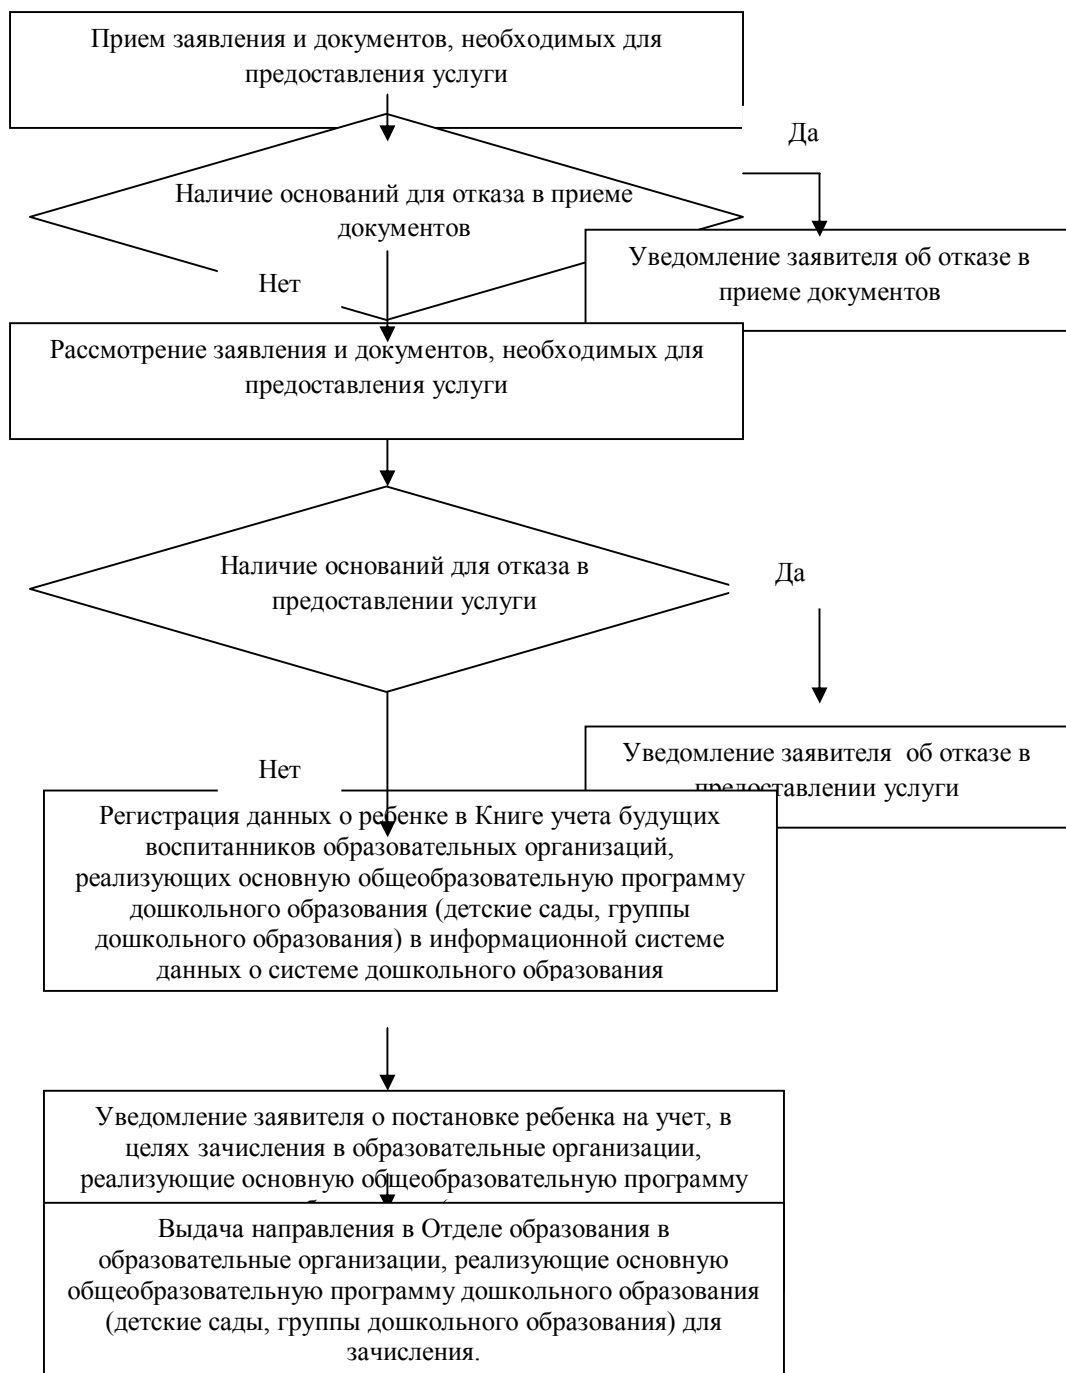 Прием заявления и документов, необходимых для
предоставления услуги
Да
Наличие оснований для отказа в приеме
документов
Уведомление заявителя об отказе в
приеме документов
Нет
Рассмотрение заявления и документов, необходимых для
предоставления услуги
Наличие оснований для отказа в
предоставлении услуги
Да
Уведомление заявителя  об отказе в
предоставлении услуги
Нет
Регистрация данных о ребенке в Книге учета будущих
воспитанников образовательных организаций,
реализующих основную общеобразовательную программу
дошкольного образования (детские сады, группы
дошкольного образования) в информационной системе
данных о системе дошкольного образования
Уведомление заявителя о постановке ребенка на учет, в
целях зачисления в образовательные организации,
реализующие основную общеобразовательную программу
Выдача направления в Отделе образования в
образовательные организации, реализующие основную
общеобразовательную программу дошкольного образования
(детские сады, группы дошкольного образования) для
зачисления.